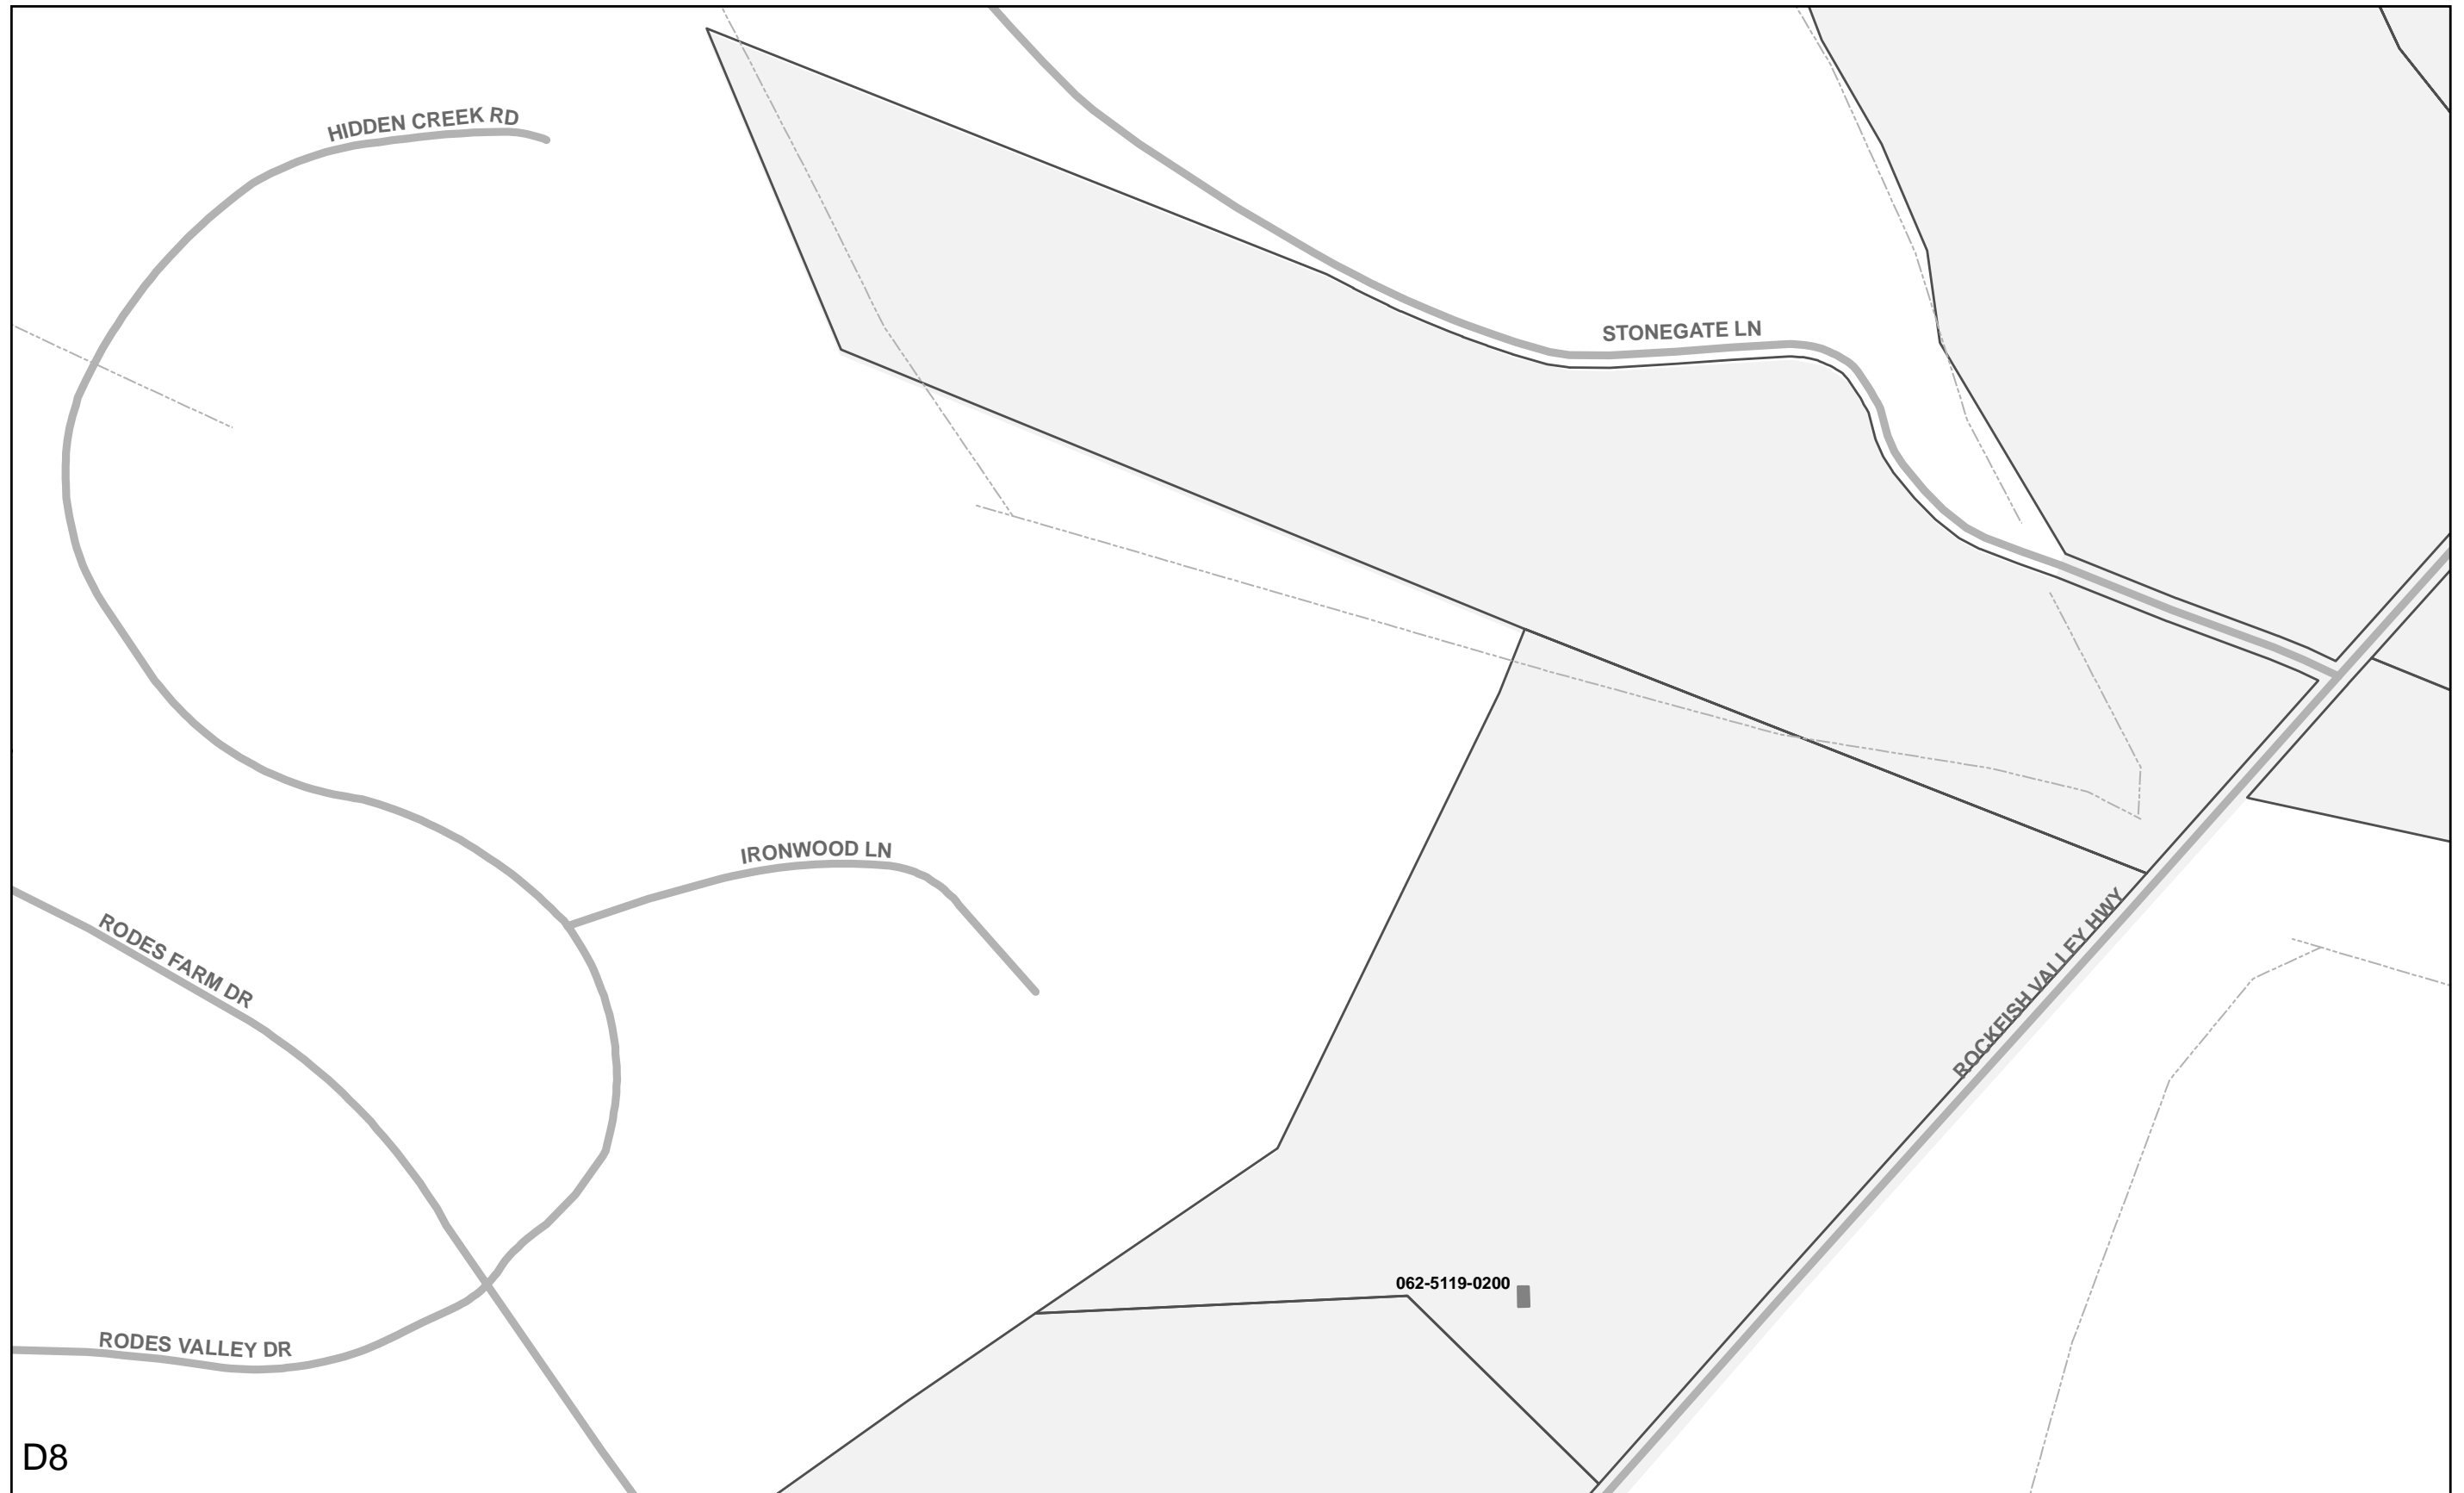 HIDDEN CREEK RD
STONEGATE LN
IRONWOOD LN
RODES FARM DR
ROCKFISH VALLEY HWY
062-5119-0200
RODES VALLEY DR
D8